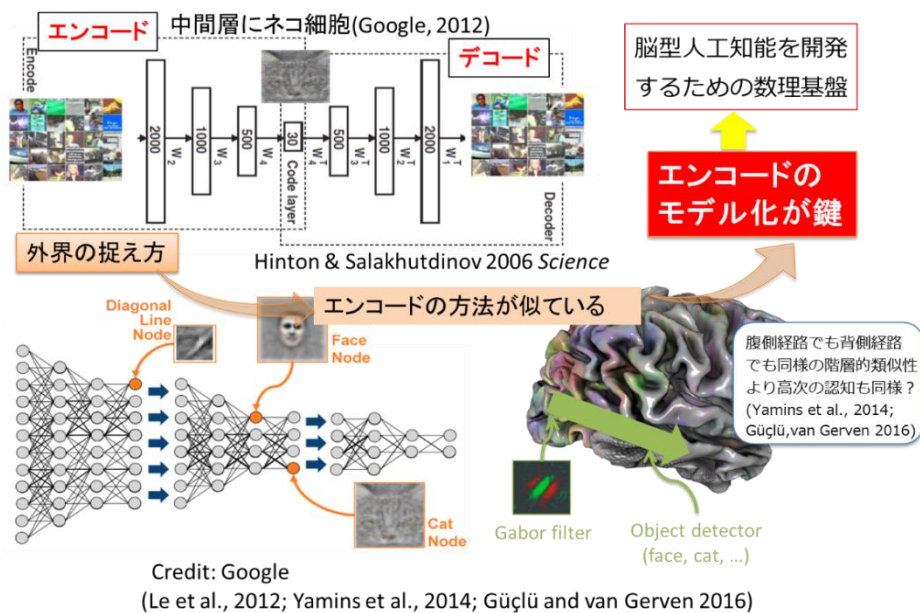 エンコード
中間層にネコ細胞(Google, 2012)
デコード
脳型人工知能を開発
するための数理基盤
Encode
2000
W₂
1000
W₃
500
W₄
30
Code layer
W₄ᵀ
500
W₃ᵀ
1000
W₂ᵀ
2000
W₁ᵀ
Decoder
エンコードの
モデル化が鍵
外界の捉え方
Hinton & Salakhutdinov 2006 Science
エンコードの方法が似ている
Diagonal
Line
Node
Face
Node
Cat
Node
腹側経路でも背側経路
でも同様の階層的類似性
より高次の認知も同様？
(Yamins et al., 2014;
Güçlü,van Gerven 2016)
Gabor filter
Object detector
(face, cat, ...)
Credit: Google
(Le et al., 2012; Yamins et al., 2014; Güçlü and van Gerven 2016)